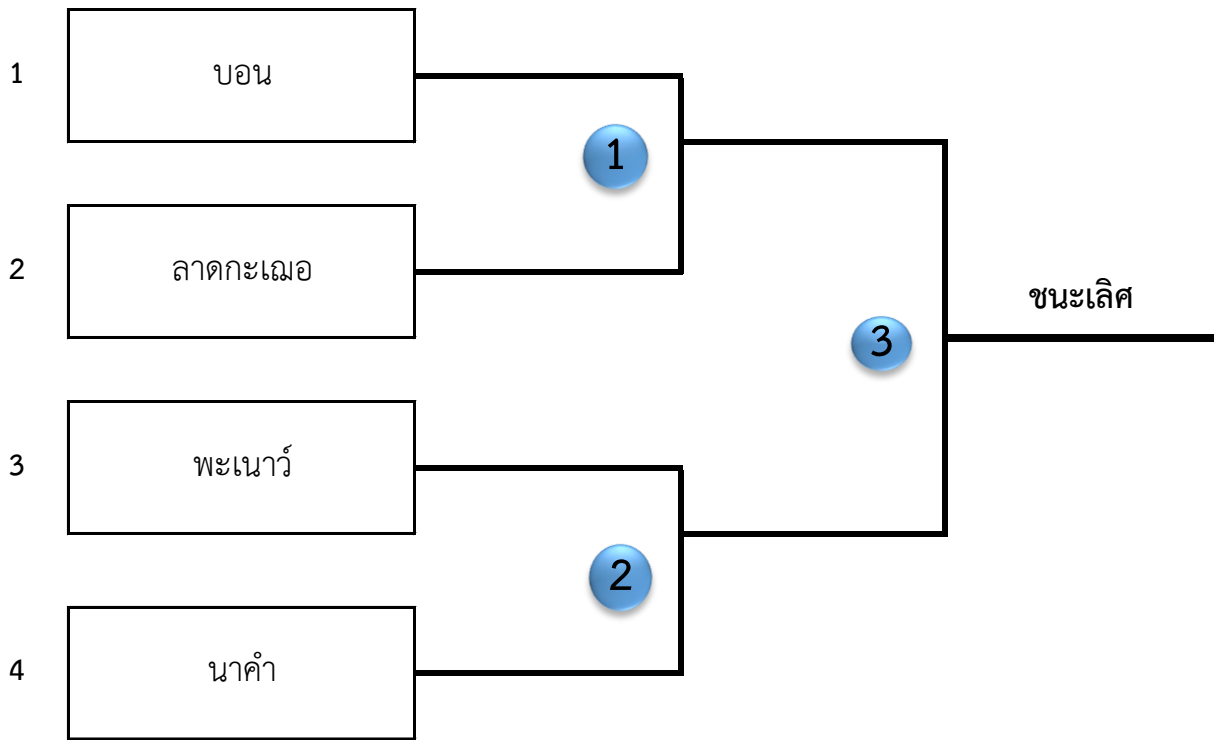 1 บอน
1
2 ลาดกะเฌอ
ชนะเลิศ
3
3 พะเนาว์
2
4 นาคำ